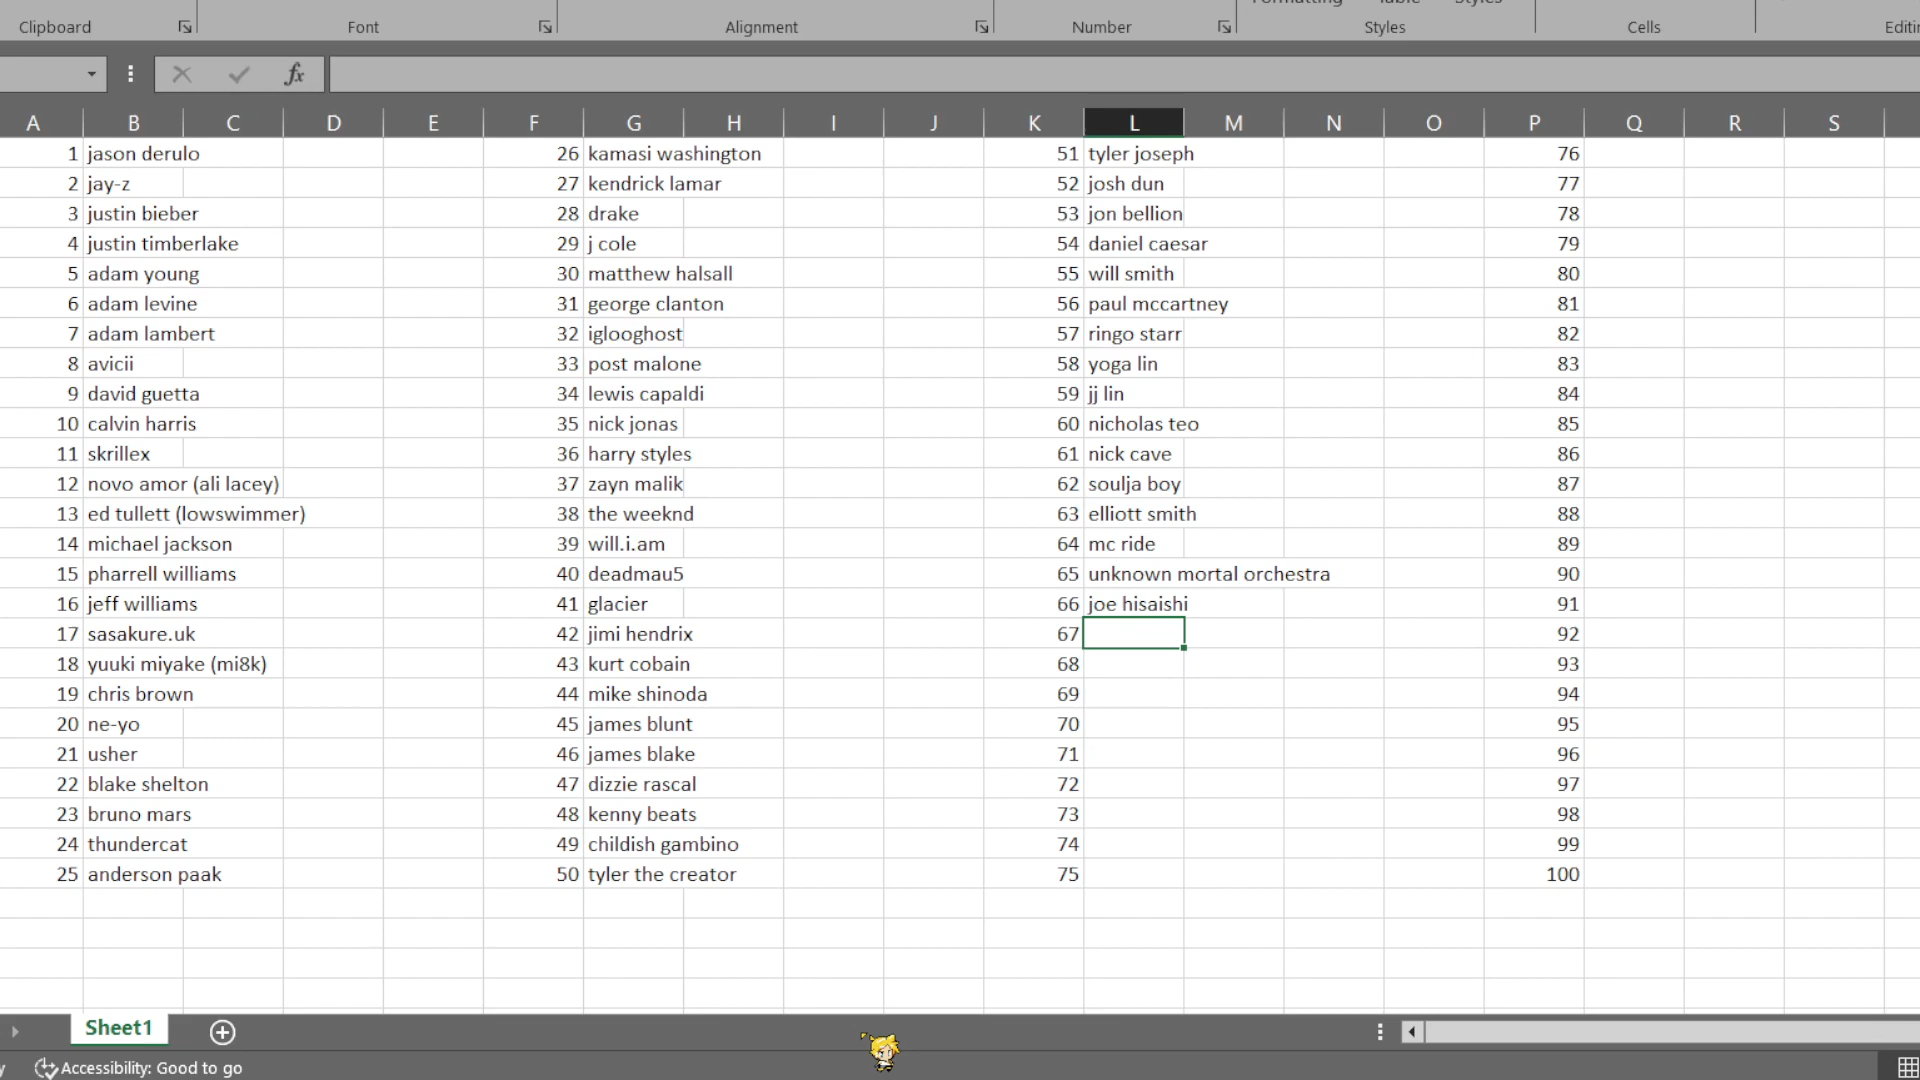 Formatting Table Styles
Clipboard Font Alignment Number Styles Cells
fx
A B C D E F G H I J K L M N O P Q R S
1 jason derulo 26 kamasi washington 51 tyler joseph 76
2 jay-z 27 kendrick lamar 52 josh dun 77
3 justin bieber 28 drake 53 jon bellion 78
4 justin timberlake 29 j cole 54 daniel caesar 79
5 adam young 30 matthew halsall 55 will smith 80
6 adam levine 31 george clanton 56 paul mccartney 81
7 adam lambert 32 iglooghost 57 ringo starr 82
8 avicii 33 post malone 58 yoga lin 83
9 david guetta 34 lewis capaldi 59 jj lin 84
10 calvin harris 35 nick jonas 60 nicholas teo 85
11 skrillex 36 harry styles 61 nick cave 86
12 novo amor (ali lacey) 37 zayn malik 62 soulja boy 87
13 ed tullett (lowswimmer) 38 the weeknd 63 elliott smith 88
14 michael jackson 39 will.i.am 64 mc ride 89
15 pharrell williams 40 deadmau5 65 unknown mortal orchestra 90
16 jeff williams 41 glacier 66 joe hisaishi 91
17 sasakure.uk 42 jimi hendrix 67 92
18 yuuki miyake (mi8k) 43 kurt cobain 68 93
19 chris brown 44 mike shinoda 69 94
20 ne-yo 45 james blunt 70 95
21 usher 46 james blake 71 96
22 blake shelton 47 dizzie rascal 72 97
23 bruno mars 48 kenny beats 73 98
24 thundercat 49 childish gambino 74 99
25 anderson paak 50 tyler the creator 75 100
Sheet1
Accessibility: Good to go